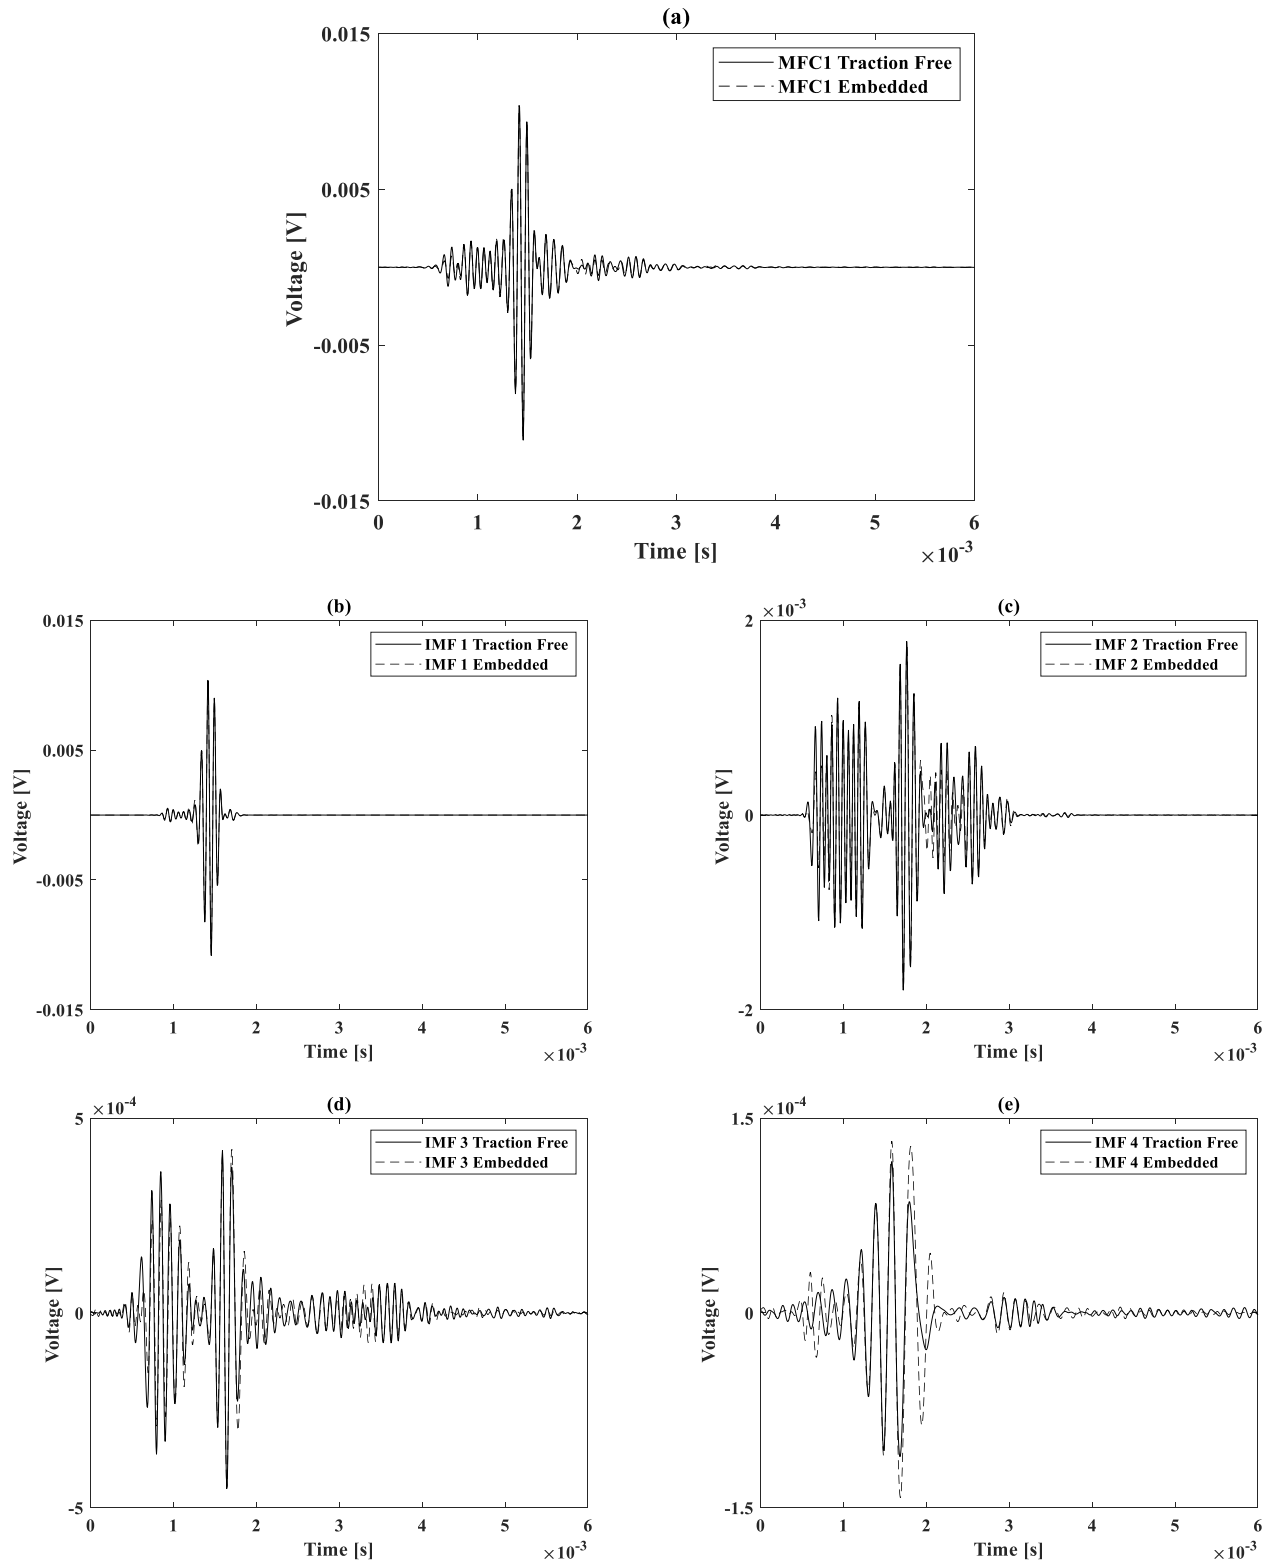 (a)
0.015
0.005
-0.005
-0.015
Voltage [V]
MFC1 Traction Free
MFC1 Embedded
0 1 2 3 4 5 6
Time [s]
×10-3
(b)
0.015
0.005
0
-0.005
-0.015
Voltage [V]
IMF 1 Traction Free
IMF 1 Embedded
0 1 2 3 4 5 6
Time [s]
×10-3
(c)
×10-3
2
0
-2
Voltage [V]
IMF 2 Traction Free
IMF 2 Embedded
0 1 2 3 4 5 6
Time [s]
×10-3
(d)
×10-4
5
0
-5
Voltage [V]
IMF 3 Traction Free
IMF 3 Embedded
0 1 2 3 4 5 6
Time [s]
×10-3
(e)
×10-4
1.5
0
-1.5
Voltage [V]
IMF 4 Traction Free
IMF 4 Embedded
0 1 2 3 4 5 6
Time [s]
×10-3